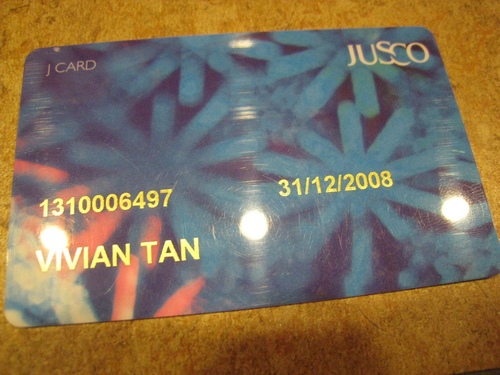 J CARD
JUSCO
1310006497
31/12/2008
VIVIAN TAN